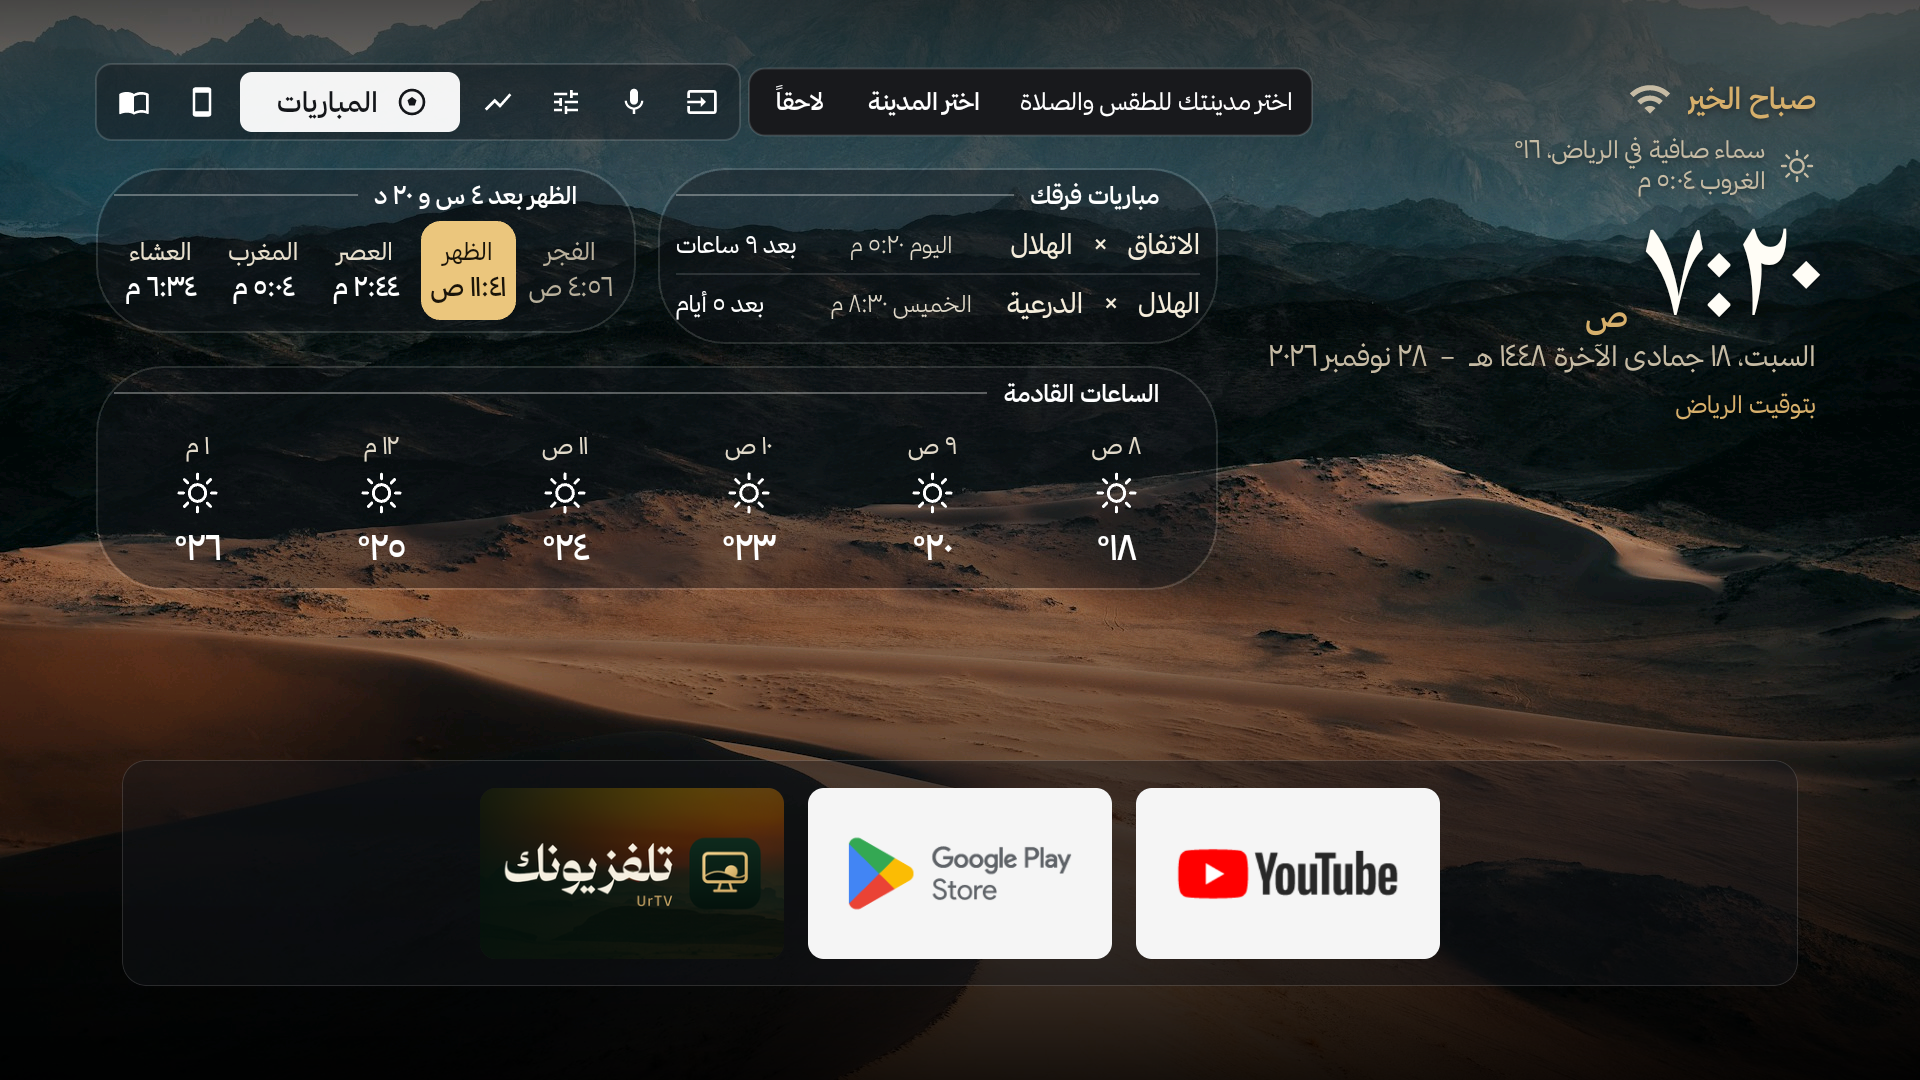 صباح الخير
سماء صافية في الرياض، ١٦°
الغروب ٥:٠٤ م
٧:٢٠ ص
السبت، ١٨ جمادى الآخرة ١٤٤٨ هـ – ٢٨ نوفمبر ٢٠٢٦
بتوقيت الرياض
اختر مدينتك للطقس والصلاة اختر المدينة لاحقاً
المباريات
مباريات فرقك
الاتفاق × الهلال اليوم ٥:٢٠ م بعد ٩ ساعات
الهلال × الدرعية الخميس ٨:٣٠ م بعد ٥ أيام
الظهر بعد ٤ س و ٢٠ د
الفجر الظهر العصر المغرب العشاء
٤:٥٦ ص ١١:٤١ ص ٢:٤٤ م ٥:٠٤ م ٦:٣٤ م
الساعات القادمة
٨ ص ٩ ص ١٠ ص ١١ ص ١٢ م ١ م
١٨° ٢٠° ٢٣° ٢٤° ٢٥° ٢٦°
YouTube
Google Play
Store
تلفزيونك
UrTV